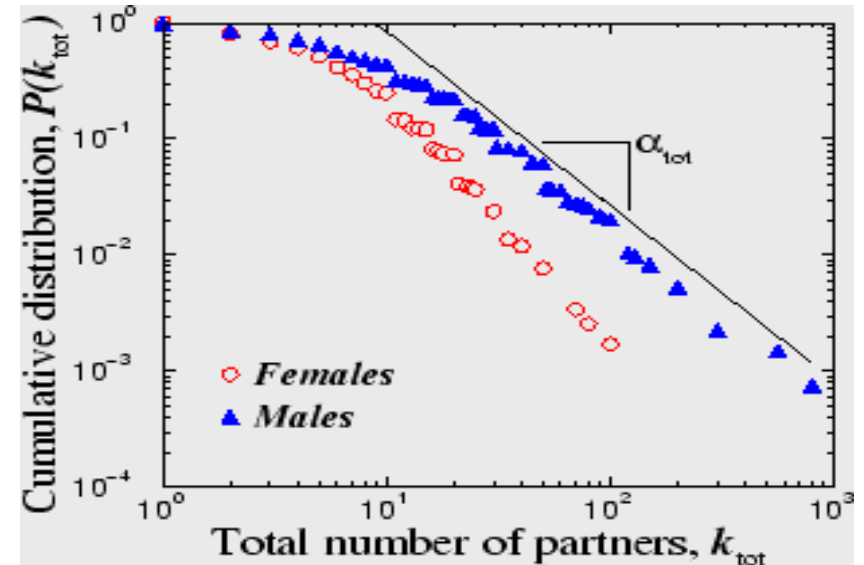 Cumulative distribution, P(k_tot)
10^0
10^-1
10^-2
10^-3
10^-4
α_tot
Females
Males
10^0 10^1 10^2 10^3
Total number of partners, k_tot